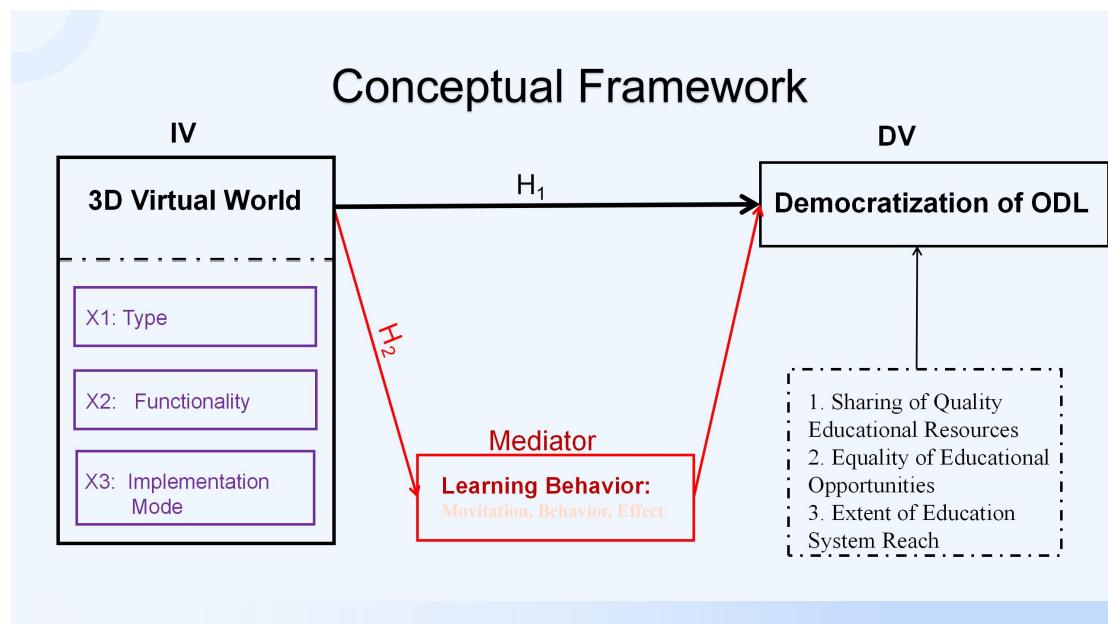 Conceptual Framework
IV
DV
3D Virtual World
H₁
Democratization of ODL
X1: Type
H₂
X2: Functionality
X3: Implementation
Mode
Mediator
Learning Behavior:
Movitation, Behavior, Effect
1. Sharing of Quality
Educational Resources
2. Equality of Educational
Opportunities
3. Extent of Education
System Reach